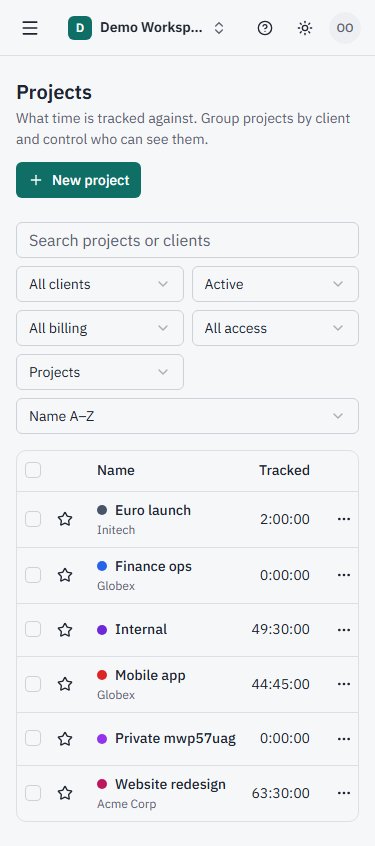 D Demo Worksp... OO
Projects
What time is tracked against. Group projects by client
and control who can see them.
+ New project
Search projects or clients
All clients Active
All billing All access
Projects
Name A–Z
Name Tracked
Euro launch 2:00:00
Initech
Finance ops 0:00:00
Globex
Internal 49:30:00
Mobile app 44:45:00
Globex
Private mwp57uag 0:00:00
Website redesign 63:30:00
Acme Corp